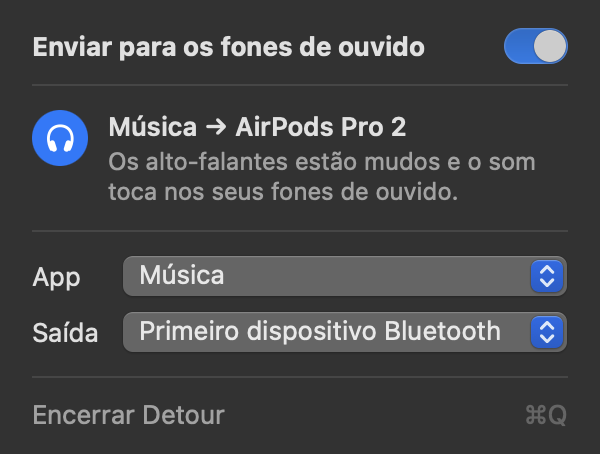 Enviar para os fones de ouvido
Música → AirPods Pro 2
Os alto-falantes estão mudos e o som
toca nos seus fones de ouvido.
App Música
Saída Primeiro dispositivo Bluetooth
Encerrar Detour ⌘Q